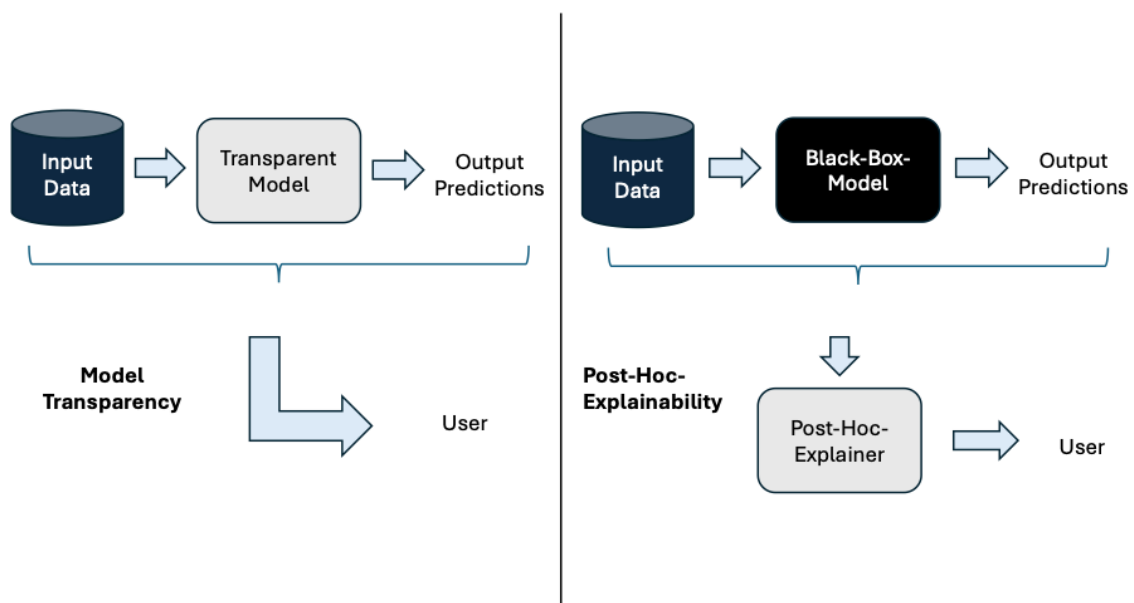 Input
Data
Transparent
Model
Output
Predictions
Model
Transparency
User
Input
Data
Black-Box-
Model
Output
Predictions
Post-Hoc-
Explainability
Post-Hoc-
Explainer
User